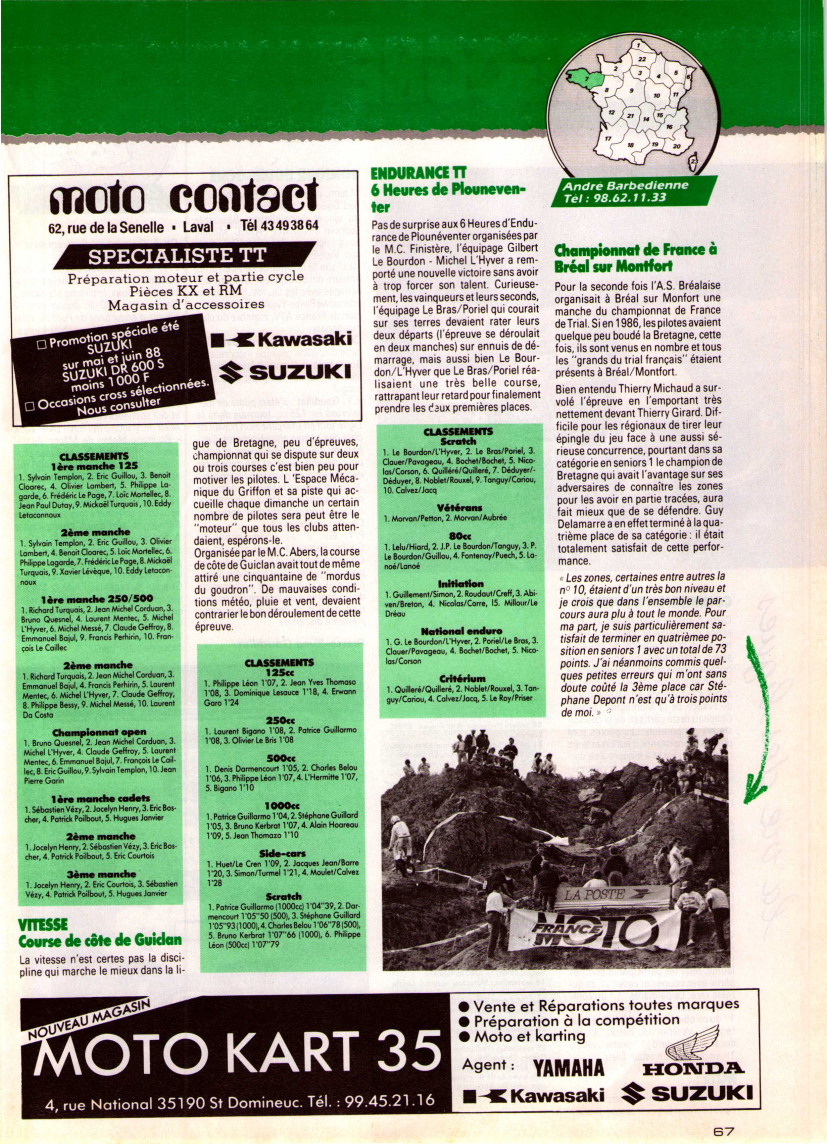 André Barbedienne
Tél : 98.62.11.33
moto contact
62, rue de la Senelle ▪ Laval ▪ Tél 43493864
SPECIALISTE TT
Préparation moteur et partie cycle
Pièces KX et RM
Magasin d'accessoires
□ Promotion spéciale été
SUZUKI
sur mai et juin 88
SUZUKI DR 600 S
moins 1 000 F
□ Occasions cross sélectionnées.
Nous consulter
Kawasaki
SUZUKI
CLASSEMENTS
1ère manche 125
1. Sylvain Templon, 2. Eric Guillou, 3. Benoit
Cloarec, 4. Olivier Lambert, 5. Philippe La-
garde, 6. Frédéric Le Page, 7. Loïc Mortellec, 8.
Jean Paul Dutay, 9. Mickaël Turquais, 10. Eddy
Letaconnoux
2ème manche
1. Sylvain Templon, 2. Eric Guillou, 3. Olivier
Lambert, 4. Benoit Cloarec, 5. Loïc Mortellec, 6.
Philippe Lagarde, 7. Frédéric Le Page, 8. Mickaël
Turquais, 9. Xavier Lévèque, 10. Eddy Letacon-
noux
1ère manche 250/500
1. Richard Turquais, 2. Jean Michel Corduan, 3.
Bruno Quesnel, 4. Laurent Mentec, 5. Michel
L'Hyver, 6. Michel Messé, 7. Claude Geffroy, 8.
Emmanuel Bajul, 9. Francis Perhirin, 10. Fran-
çois Le Caillec
2ème manche
1. Richard Turquais, 2. Jean Michel Corduan, 3.
Emmanuel Bajul, 4. Francis Perhirin, 5. Laurent
Mentec, 6. Michel L'Hyver, 7. Claude Geffroy,
8. Philippe Bessy, 9. Michel Messé, 10. Laurent
Da Costa
Championnat open
1. Bruno Quesnel, 2. Jean Michel Corduan, 3.
Michel L'Hyver, 4. Claude Geffroy, 5. Laurent
Mentec, 6. Emmanuel Bajul, 7. François Le Cail-
lec, 8. Eric Guillou, 9. Sylvain Templon, 10. Jean
Pierre Garin
1ère manche cadets
1. Sébastien Vézy, 2. Jocelyn Henry, 3. Eric Bos-
cher, 4. Patrick Poilbout, 5. Hugues Janvier
2ème manche
1. Jocelyn Henry, 2. Sébastien Vézy, 3. Eric Bos-
cher, 4. Patrick Poilbout, 5. Eric Courtois
3ème manche
1. Jocelyn Henry, 2. Eric Courtois, 3. Sébastien
Vézy, 4. Patrick Poilbout, 5. Hugues Janvier
VITESSE
Course de côte de Guiclan
La vitesse n'est certes pas la disci-
pline qui marche le mieux dans la li-
gue de Bretagne, peu d'épreuves,
championnat qui se dispute sur deux
ou trois courses c'est bien peu pour
motiver les pilotes. L 'Espace Méca-
nique du Griffon et sa piste qui ac-
cueille chaque dimanche un certain
nombre de pilotes sera peut être le
"moteur" que tous les clubs atten-
daient, espérons-le.
Organisée par le M.C. Abers, la course
de côte de Guiclan avait tout de même
attiré une cinquantaine de "mordus
du goudron". De mauvaises condi-
tions météo, pluie et vent, devaient
contrarier le bon déroulement de cette
épreuve.
CLASSEMENTS
125cc
1. Philippe Léon 1'07, 2. Jean Yves Thomaso
1'08, 3. Dominique Lesauce 1'18, 4. Erwann
Garo 1'24
250cc
1. Laurent Bigano 1'08, 2. Patrice Guillarmo
1'08, 3. Olivier Le Bris 1'08
500cc
1. Denis Darmencourt 1'05, 2. Charles Belou
1'06, 3. Philippe Léon 1'07, 4. L'Hermitte 1'07,
5. Bigano 1'10
1000cc
1. Patrice Guillarmo 1'04, 2. Stéphane Guillard
1'05, 3. Bruno Kerbrat 1'07, 4. Alain Hooreau
1'09, 5. Jean Thomazo 1'10
Side-cars
1. Huet/Le Cren 1'09, 2. Jacques Jean/Barre
1'20, 3. Simon/Turmel 1'21, 4. Moulet/Calvez
1'28
Scratch
1. Patrice Guillarmo (1000cc) 1'04"39, 2. Dar-
mencourt 1'05"50 (500), 3. Stéphane Guillard
1'05"93 (1000), 4. Charles Belou 1'06"78 (500),
5. Bruno Kerbrat 1'07"66 (1000), 6. Philippe
Léon (500cc) 1'07"79
ENDURANCE TT
6 Heures de Plouneven-
ter
Pas de surprise aux 6 Heures d'Endu-
rance de Plounéventer organisées par
le M.C. Finistère, l'équipage Gilbert
Le Bourdon - Michel L'Hyver a rem-
porté une nouvelle victoire sans avoir
à trop forcer son talent. Curieuse-
ment, les vainqueurs et leurs seconds,
l'équipage Le Bras/Poriel qui courait
sur ses terres devaient rater leurs
deux départs (l'épreuve se déroulait
en deux manches) sur ennuis de dé-
marrage, mais aussi bien Le Bour-
don/L'Hyver que Le Bras/Poriel réa-
lisaient une très belle course,
rattrapant leur retard pour finalement
prendre les deux premières places.
CLASSEMENTS
Scratch
1. Le Bourdon/L'Hyver, 2. Le Bras/Poriel, 3.
Clauer/Pavageau, 4. Bochet/Bochet, 5. Nico-
las/Corson, 6. Quilléré/Quilleré, 7. Déduyer/-
Déduyer, 8. Noblet/Rouxel, 9. Tanguy/Cariou,
10. Calvez/Jacq
Vétérans
1. Morvan/Petton, 2. Morvan/Aubrée
80cc
1. Lelu/Hiard, 2. J.P. Le Bourdon/Tanguy, 3. P.
Le Bourdon/Guillou, 4. Fontenay/Puech, 5. La-
noé/Lanoé
Initiation
1. Guillement/Simon, 2. Roudaut/Creff, 3. Abi-
ven/Breton, 4. Nicolas/Carre, 15. Millour/Le
Dréau
National enduro
1. G. Le Bourdon/L'Hyver, 2. Poriel/Le Bras, 3.
Clauer/Pavageau, 4. Bochet/Bochet, 5. Nico-
las/Corson
Critérium
1. Quilleré/Quilleré, 2. Noblet/Rouxel, 3. Tan-
guy/Cariou, 4. Calvez/Jacq, 5. Le Roy/Priser
Championnat de France à
Bréal sur Montfort
Pour la seconde fois l'A.S. Bréalaise
organisait à Bréal sur Monfort une
manche du championnat de France
de Trial. Si en 1986, les pilotes avaient
quelque peu boudé la Bretagne, cette
fois, ils sont venus en nombre et tous
les "grands du trial français" étaient
présents à Bréal/Montfort.
Bien entendu Thierry Michaud a sur-
volé l'épreuve en l'emportant très
nettement devant Thierry Girard. Dif-
ficile pour les régionaux de tirer leur
épingle du jeu face à une aussi sé-
rieuse concurrence, pourtant dans sa
catégorie en seniors 1 le champion de
Bretagne qui avait l'avantage sur ses
adversaires de connaître les zones
pour les avoir en partie tracées, aura
fait mieux que de se défendre. Guy
Delamarre a en effet terminé à la qua-
trième place de sa catégorie : il était
totalement satisfait de cette perfor-
mance.
« Les zones, certaines entre autres la
n° 10, étaient d'un très bon niveau et
je crois que dans l'ensemble le par-
cours aura plu à tout le monde. Pour
ma part, je suis particulièrement sa-
tisfait de terminer en quatrièmee po-
sition en seniors 1 avec un total de 73
points. J'ai néanmoins commis quel-
ques petites erreurs qui m'ont sans
doute coûté la 3ème place car Sté-
phane Depont n'est qu'à trois points
de moi. »
LA POSTE
FRANCE
MOTO
NOUVEAU MAGASIN
MOTO KART 35
4, rue National 35190 St Domineuc. Tél. : 99.45.21.16
● Vente et Réparations toutes marques
● Préparation à la compétition
● Moto et karting
Agent : YAMAHA HONDA
Kawasaki SUZUKI
67